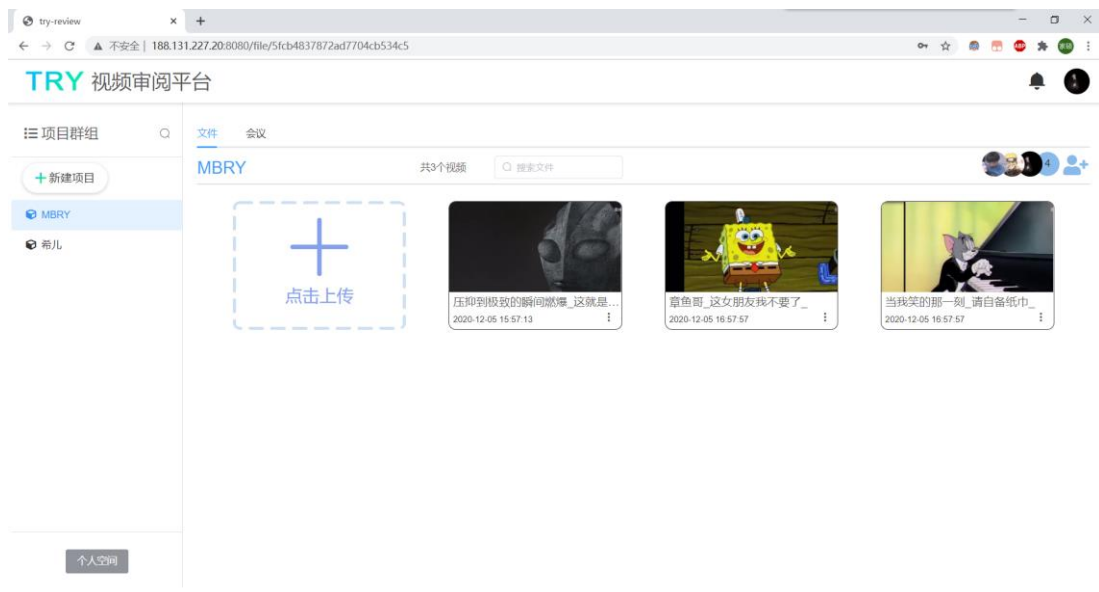 try-review
不安全 | 188.131.227.20:8080/file/5fcb4837872ad7704cb534c5
TRY 视频审阅平台
项目群组
文件 会议
新建项目
MBRY 共3个视频 搜索文件 4
MBRY
希儿
点击上传
压抑到极致的瞬间燃爆_这就是...
2020-12-05 15:57:13
章鱼哥_这女朋友我不要了_
2020-12-05 16:57:57
当我笑的那一刻_请自备纸巾_
2020-12-05 16:57:57
个人空间